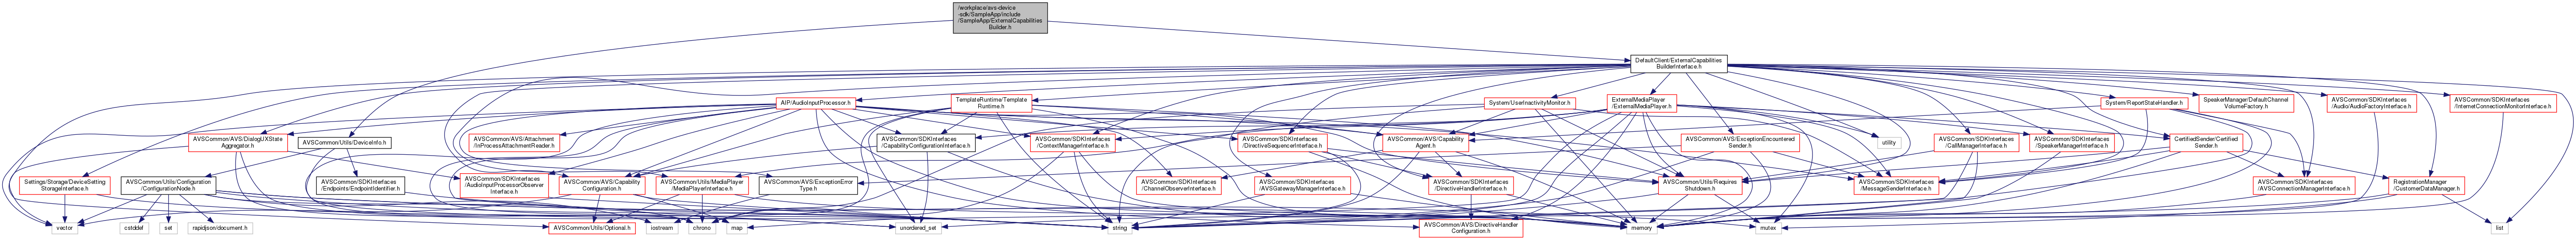 /workplace/avs-device
-sdk/SampleApp/include
/SampleApp/ExternalCapabilities
Builder.h
DefaultClient/ExternalCapabilities
BuilderInterface.h
AIP/AudioInputProcessor.h
TemplateRuntime/Template
Runtime.h
System/UserInactivityMonitor.h
ExternalMediaPlayer
/ExternalMediaPlayer.h
System/ReportStateHandler.h
SpeakerManager/DefaultChannel
VolumeFactory.h
AVSCommon/SDKInterfaces
/Audio/AudioFactoryInterface.h
AVSCommon/SDKInterfaces
/InternetConnectionMonitorInterface.h
AVSCommon/AVS/DialogUXState
Aggregator.h
AVSCommon/Utils/DeviceInfo.h
AVSCommon/AVS/Attachment
/InProcessAttachmentReader.h
AVSCommon/SDKInterfaces
/CapabilityConfigurationInterface.h
AVSCommon/SDKInterfaces
/ContextManagerInterface.h
AVSCommon/SDKInterfaces
/DirectiveSequencerInterface.h
AVSCommon/AVS/Capability
Agent.h
AVSCommon/AVS/ExceptionEncountered
Sender.h
AVSCommon/SDKInterfaces
/CallManagerInterface.h
AVSCommon/SDKInterfaces
/SpeakerManagerInterface.h
CertifiedSender/Certified
Sender.h
utility
Settings/Storage/DeviceSetting
StorageInterface.h
AVSCommon/Utils/Configuration
/ConfigurationNode.h
AVSCommon/SDKInterfaces
/Endpoints/EndpointIdentifier.h
AVSCommon/SDKInterfaces
/AudioInputProcessorObserver
Interface.h
AVSCommon/AVS/Capability
Configuration.h
AVSCommon/Utils/MediaPlayer
/MediaPlayerInterface.h
AVSCommon/AVS/ExceptionError
Type.h
AVSCommon/SDKInterfaces
/ChannelObserverInterface.h
AVSCommon/SDKInterfaces
/AVSGatewayManagerInterface.h
AVSCommon/SDKInterfaces
/DirectiveHandlerInterface.h
AVSCommon/Utils/Requires
Shutdown.h
AVSCommon/SDKInterfaces
/MessageSenderInterface.h
AVSCommon/SDKInterfaces
/AVSConnectionManagerInterface.h
RegistrationManager
/CustomerDataManager.h
vector
cstddef
set
rapidjson/document.h
AVSCommon/Utils/Optional.h
iostream
chrono
map
unordered_set
string
AVSCommon/AVS/DirectiveHandler
Configuration.h
memory
mutex
list